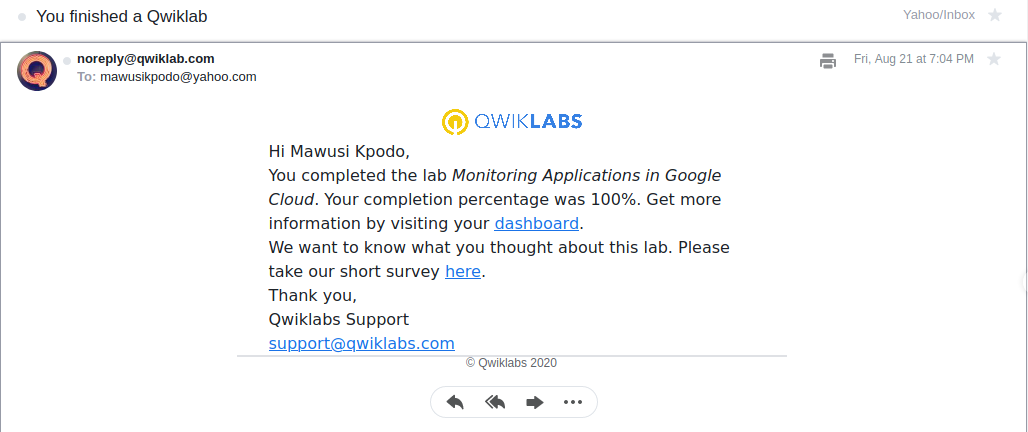 You finished a Qwiklab
Yahoo/Inbox
noreply@qwiklab.com
Fri, Aug 21 at 7:04 PM
To: mawusikpodo@yahoo.com
QWIKLABS
Hi Mawusi Kpodo,
You completed the lab Monitoring Applications in Google
Cloud. Your completion percentage was 100%. Get more
information by visiting your dashboard.
We want to know what you thought about this lab. Please
take our short survey here.
Thank you,
Qwiklabs Support
support@qwiklabs.com
© Qwiklabs 2020